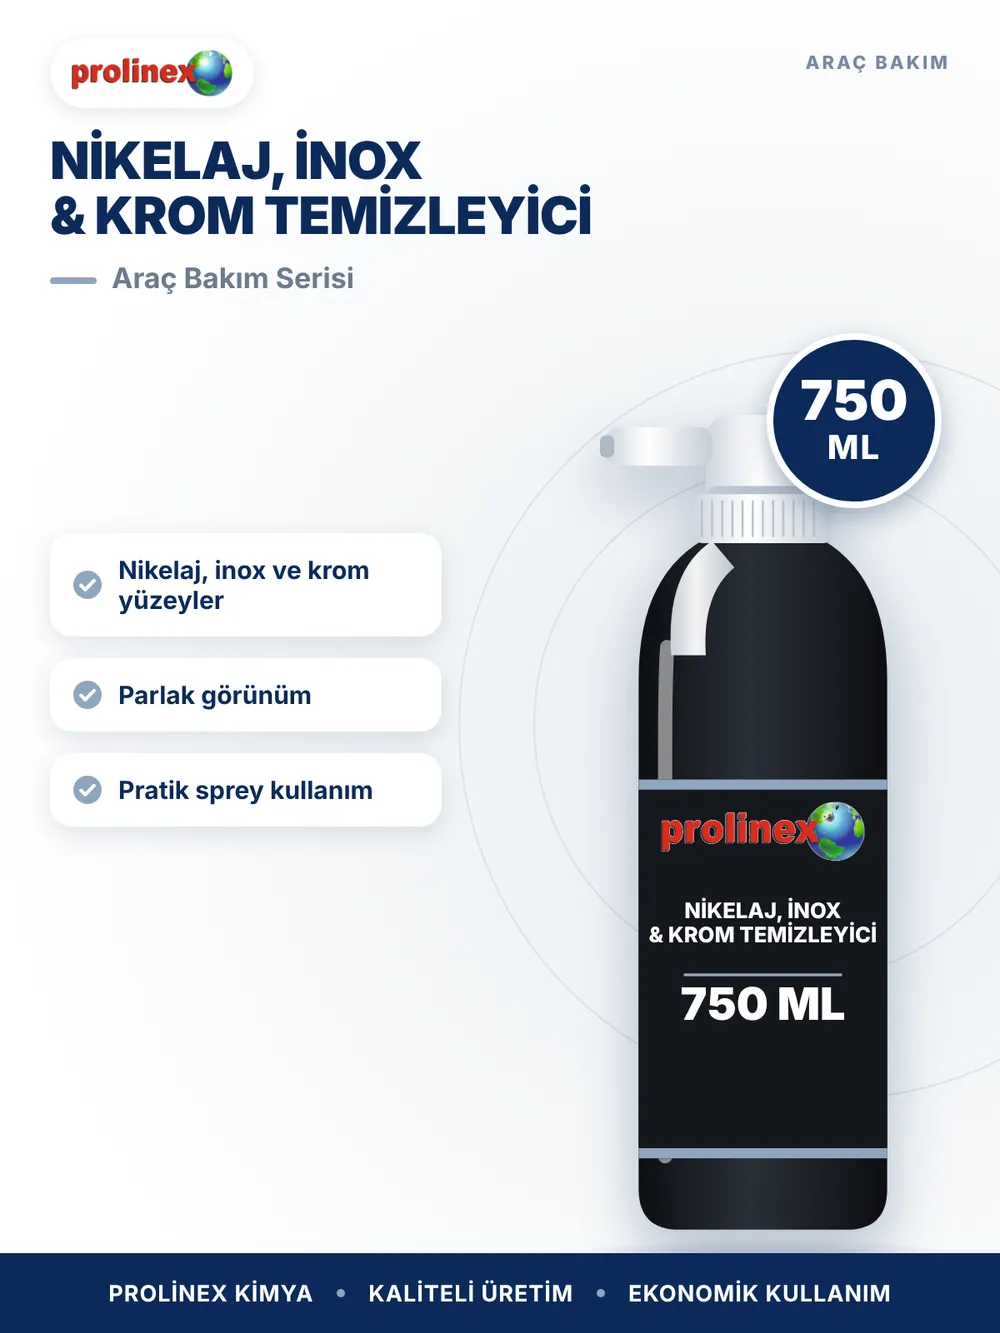 prolinex
ARAÇ BAKIM
NİKELAJ, İNOX
& KROM TEMİZLEYİCİ
Araç Bakım Serisi
750
ML
Nikelaj, inox ve krom
yüzeyler
Parlak görünüm
Pratik sprey kullanım
prolinex
NİKELAJ, İNOX
& KROM TEMİZLEYİCİ
750 ML
PROLİNEX KİMYA • KALİTELİ ÜRETİM • EKONOMİK KULLANIM